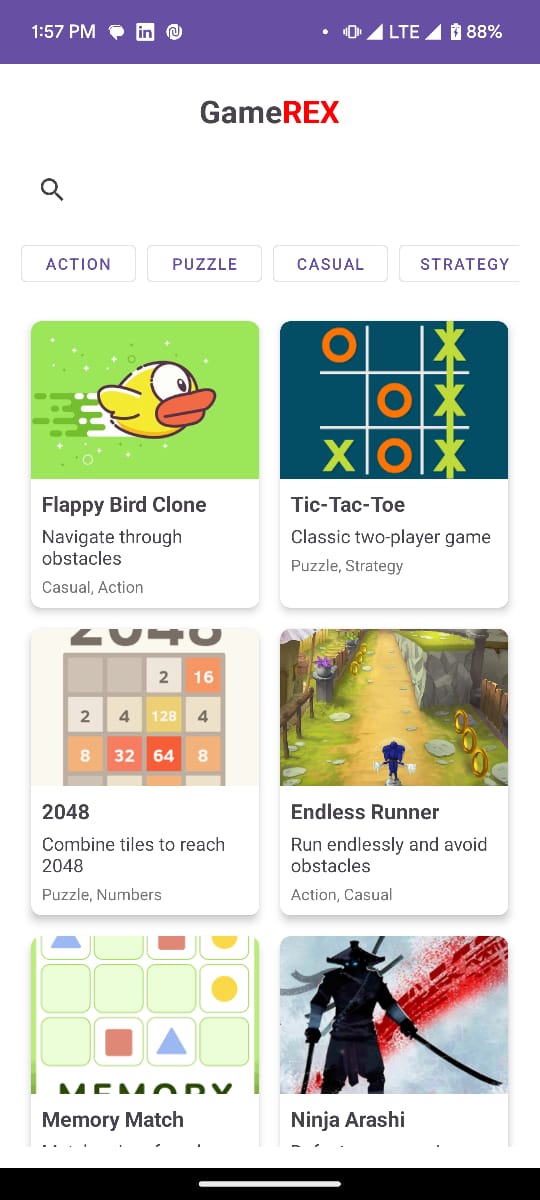 1:57 PM LTE 88%
GameREX
ACTION PUZZLE CASUAL STRATEGY
Flappy Bird Clone
Navigate through
obstacles
Casual, Action
O X
O X
X O X
Tic-Tac-Toe
Classic two-player game
Puzzle, Strategy
2048
2 16
2 4 128 4
8 32 64 8
2048
Combine tiles to reach
2048
Puzzle, Numbers
Endless Runner
Run endlessly and avoid
obstacles
Action, Casual
MEMORY
Memory Match
Ninja Arashi